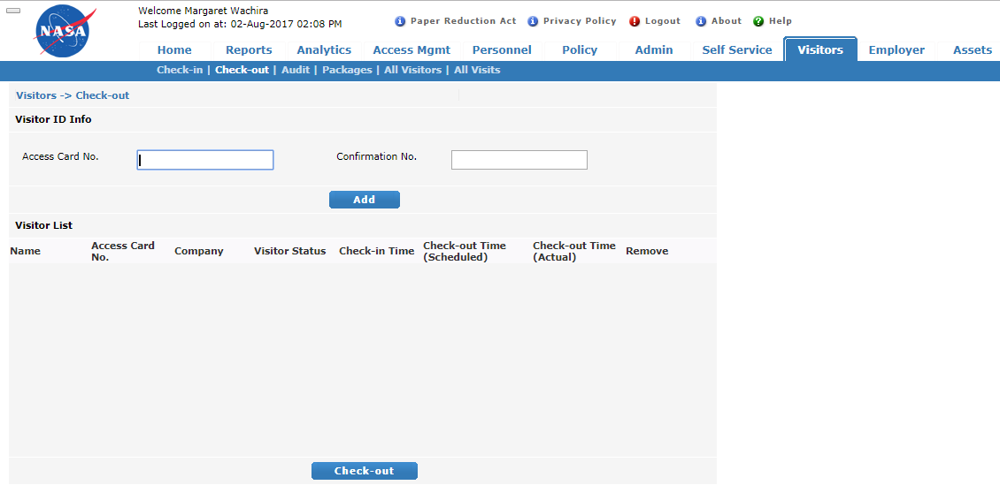 NASA
Welcome Margaret Wachira
Last Logged on at: 02-Aug-2017 02:08 PM
Paper Reduction Act Privacy Policy Logout About Help
Home Reports Analytics Access Mgmt Personnel Policy Admin Self Service Visitors Employer Assets
Check-in | Check-out | Audit | Packages | All Visitors | All Visits
Visitors -> Check-out
Visitor ID Info
Access Card No. Confirmation No.
Add
Visitor List
Name Access Card No. Company Visitor Status Check-in Time Check-out Time (Scheduled) Check-out Time (Actual) Remove
Check-out